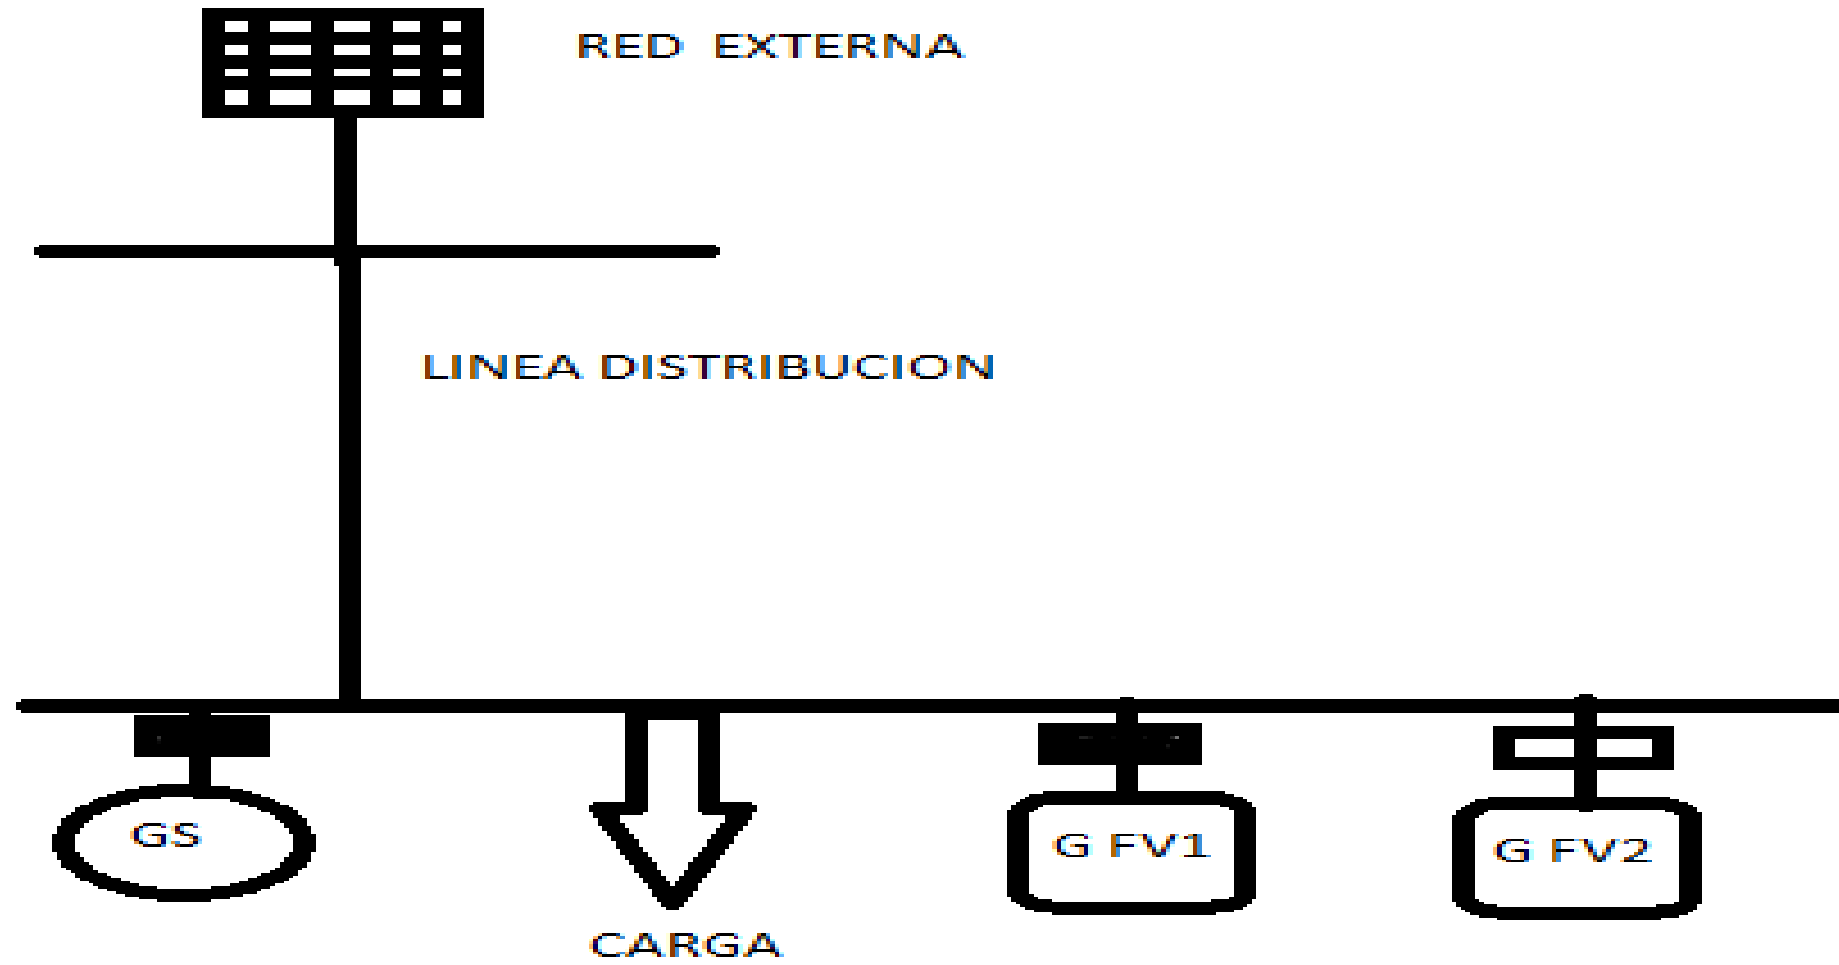 RED EXTERNA
LINEA DISTRIBUCION
GS
G FV1
G FV2
CARGA